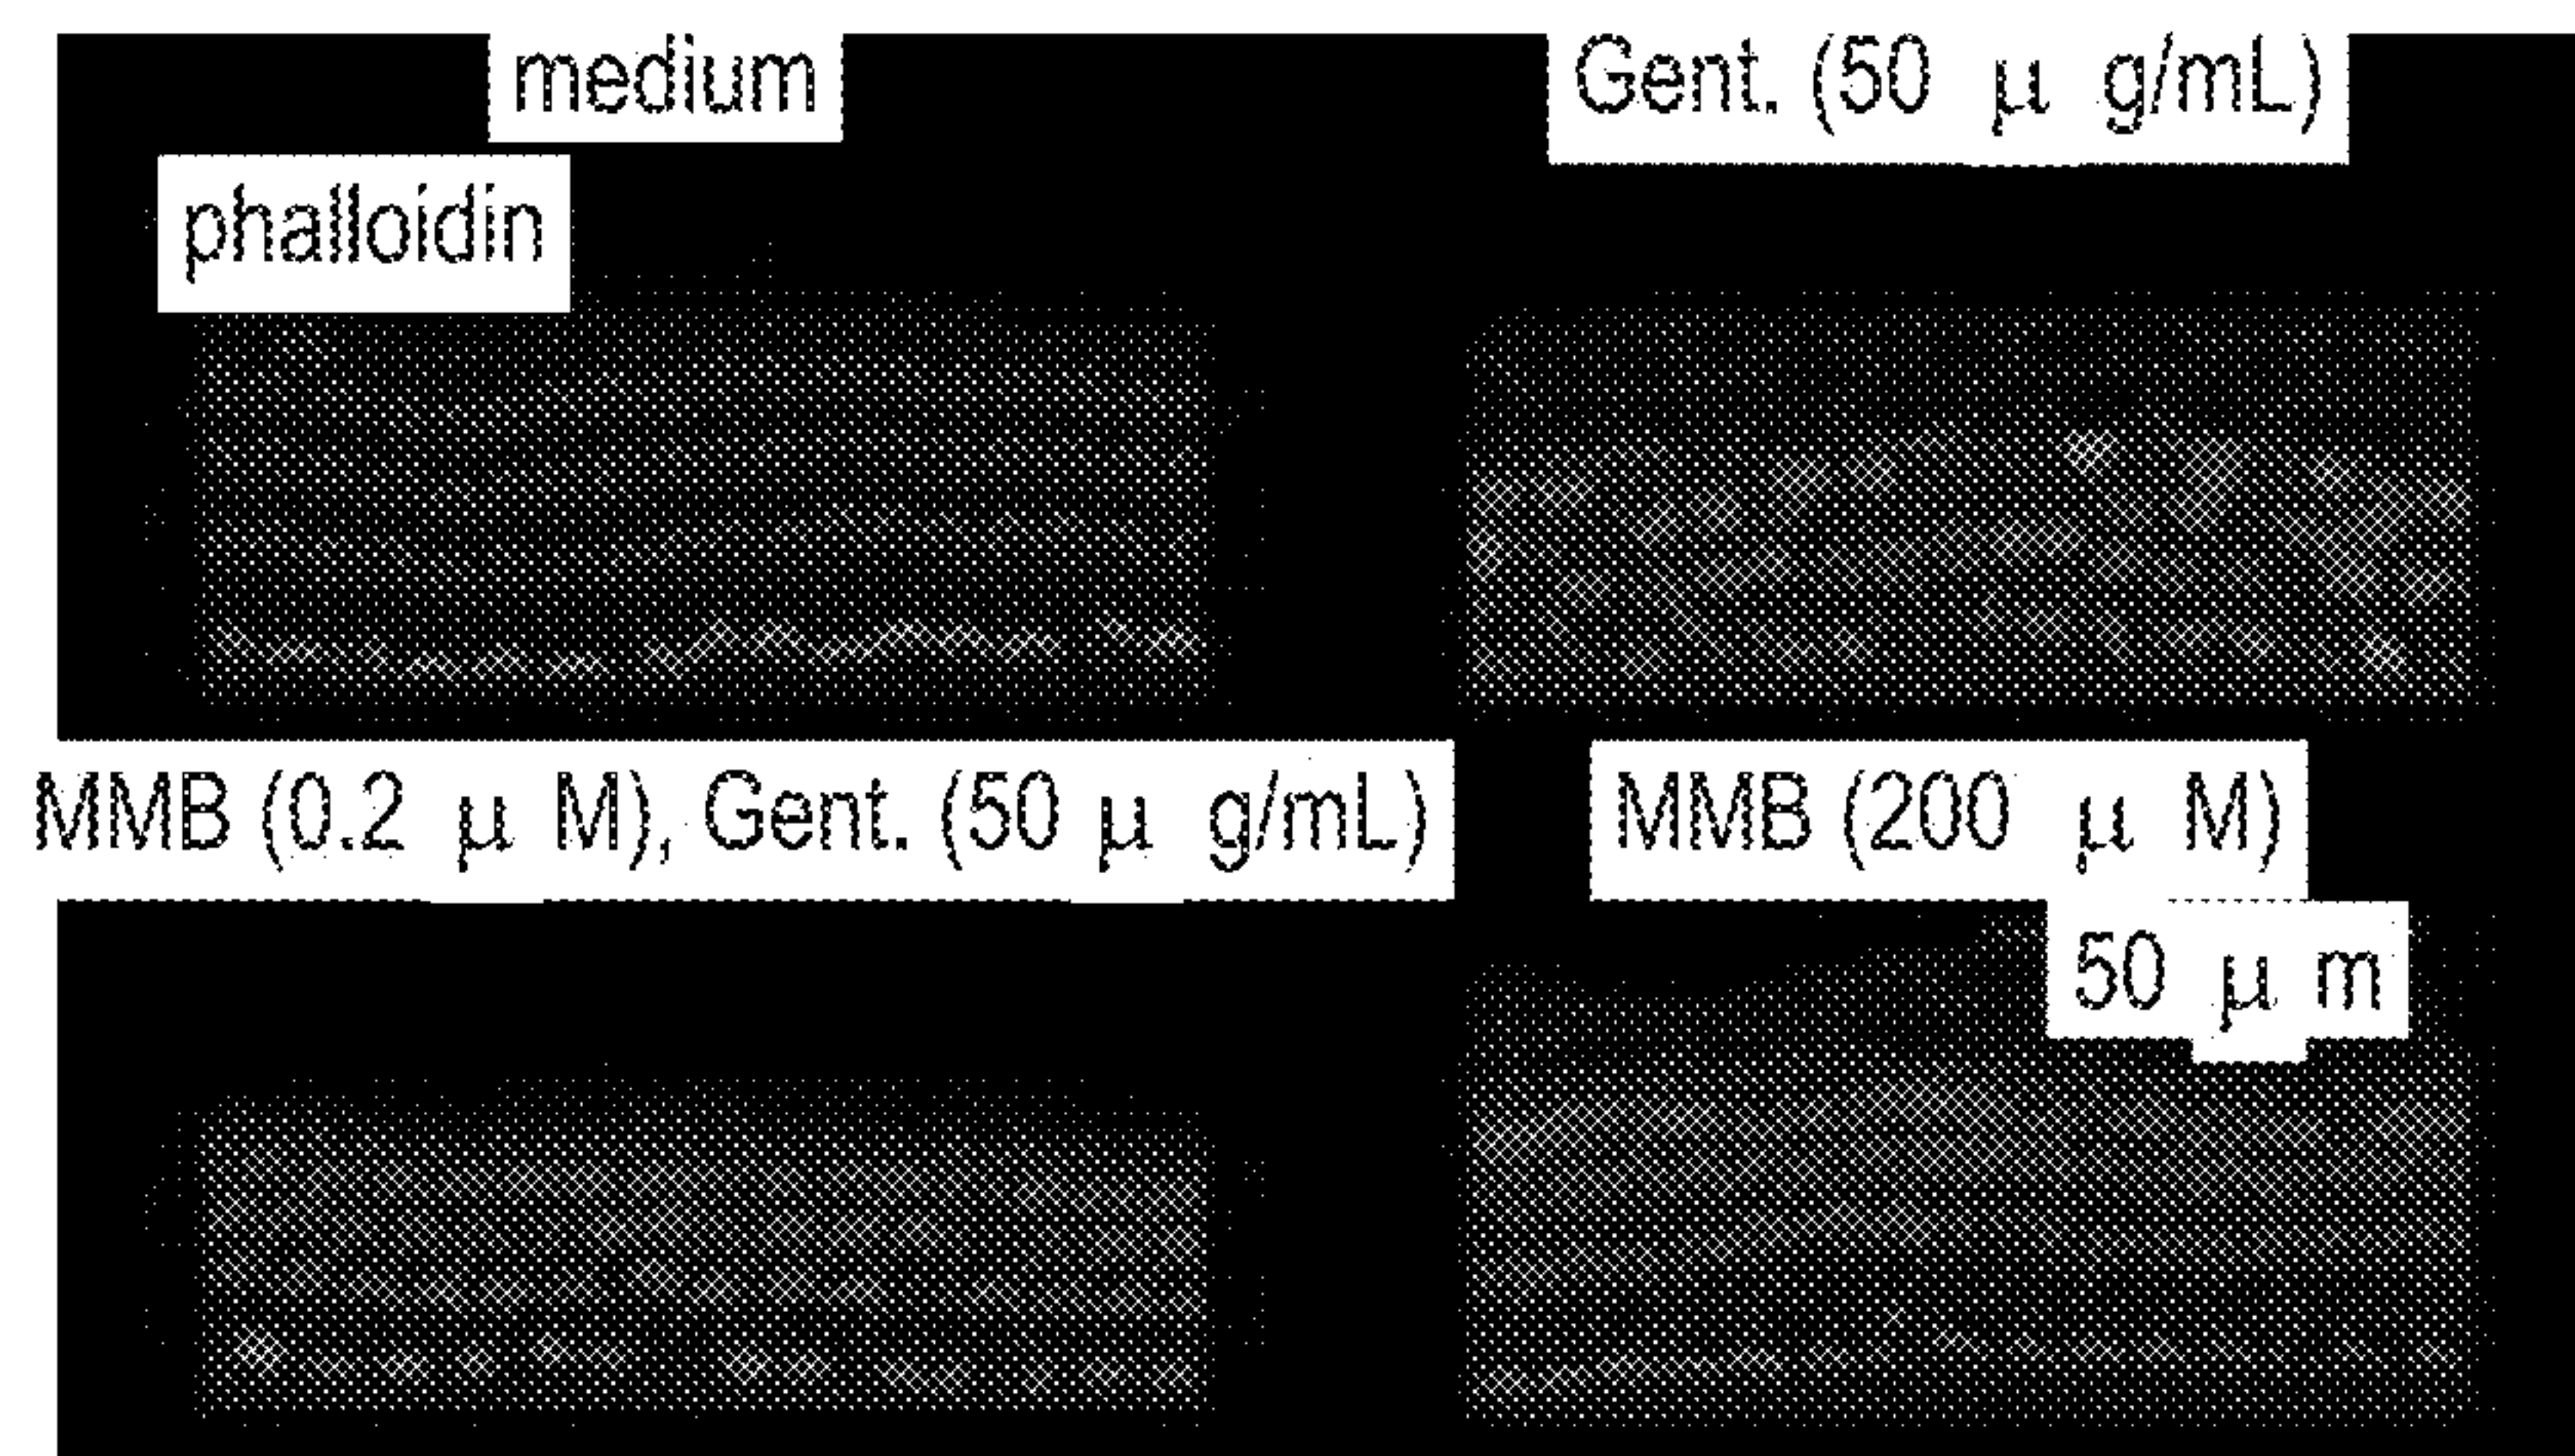 medium
Gent. (50 μ g/mL)
phalloidin
MMB (0.2 μ M), Gent. (50 μ g/mL)
MMB (200 μ M)
50 μ m